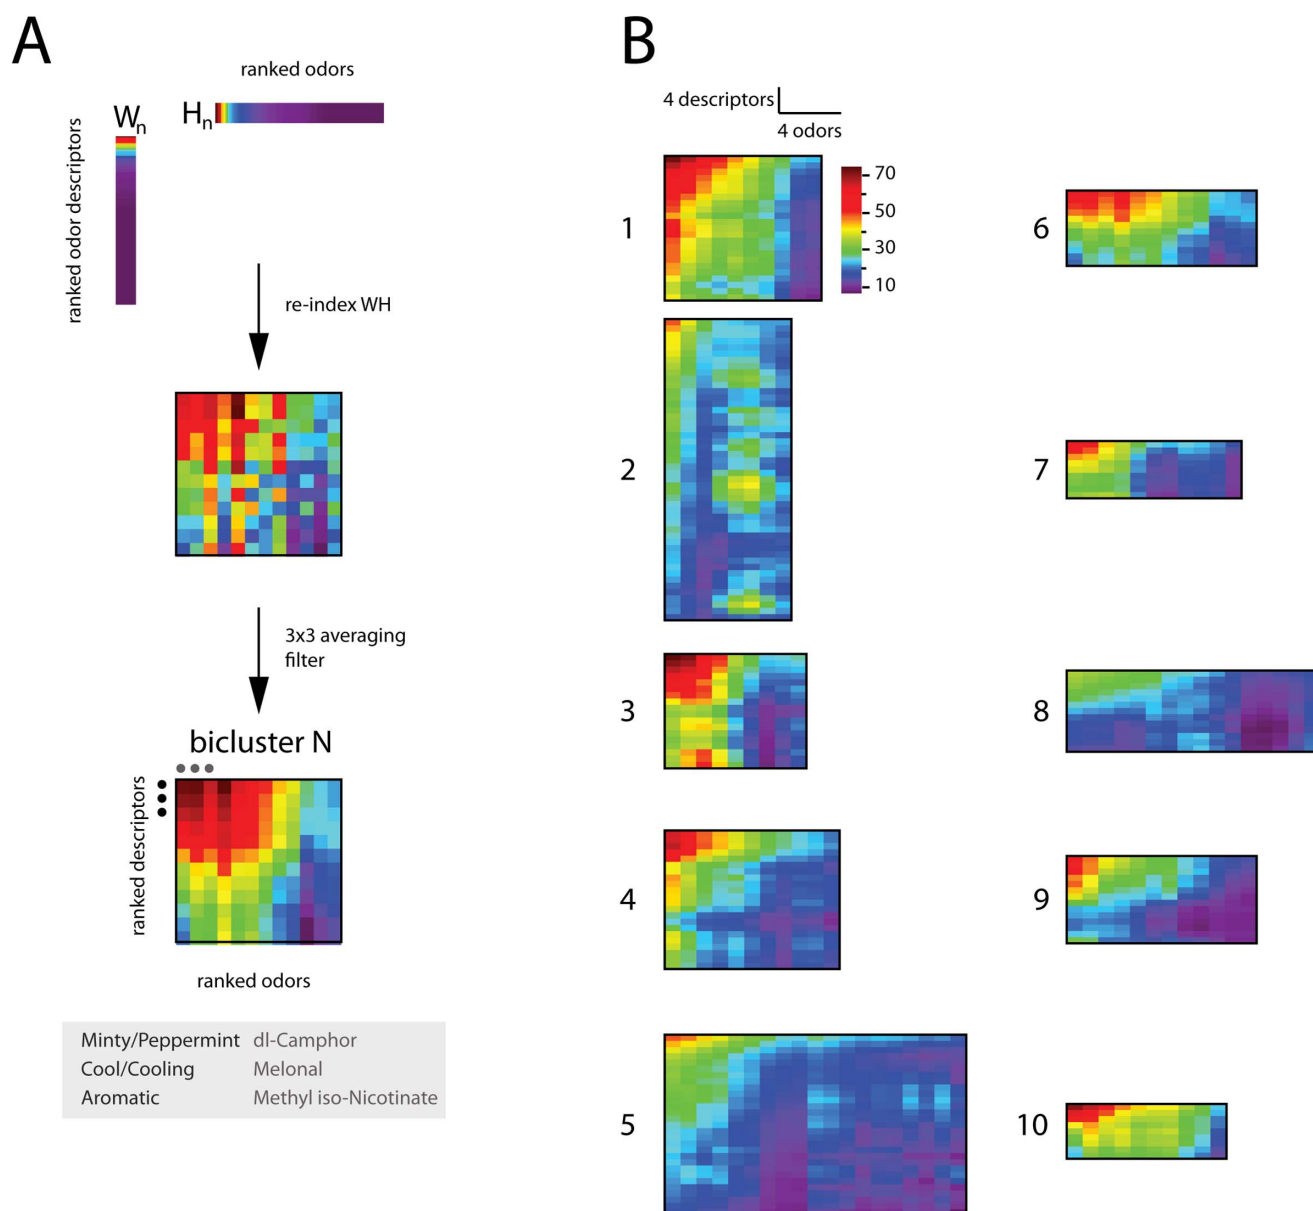 A
ranked odors
Wn
Hn
ranked odor descriptors
re-index WH
3x3 averaging
filter
bicluster N
ranked descriptors
ranked odors
Minty/Peppermint dl-Camphor
Cool/Cooling Melonal
Aromatic Methyl iso-Nicotinate
B
4 descriptors
4 odors
70
50
30
10
1
2
3
4
5
6
7
8
9
10